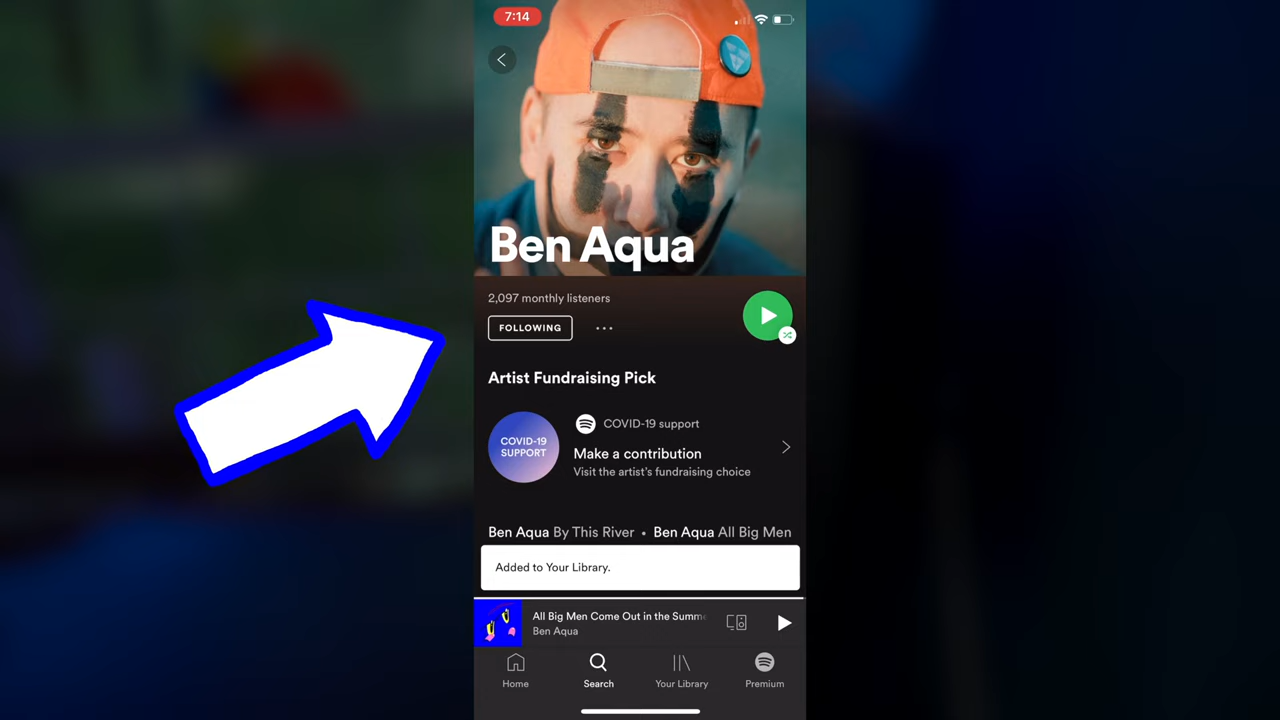 7:14
Ben Aqua
2,097 monthly listeners
FOLLOWING
Artist Fundraising Pick
COVID-19
SUPPORT
COVID-19 support
Make a contribution
Visit the artist's fundraising choice
Ben Aqua By This River • Ben Aqua All Big Men
Added to Your Library.
All Big Men Come Out in the Summe
Ben Aqua
Home
Search
Your Library
Premium